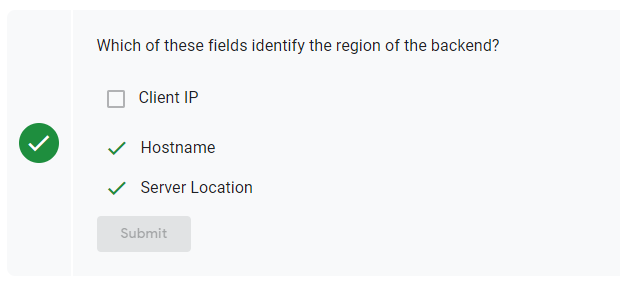 Which of these fields identify the region of the backend?
Client IP
Hostname
Server Location
Submit